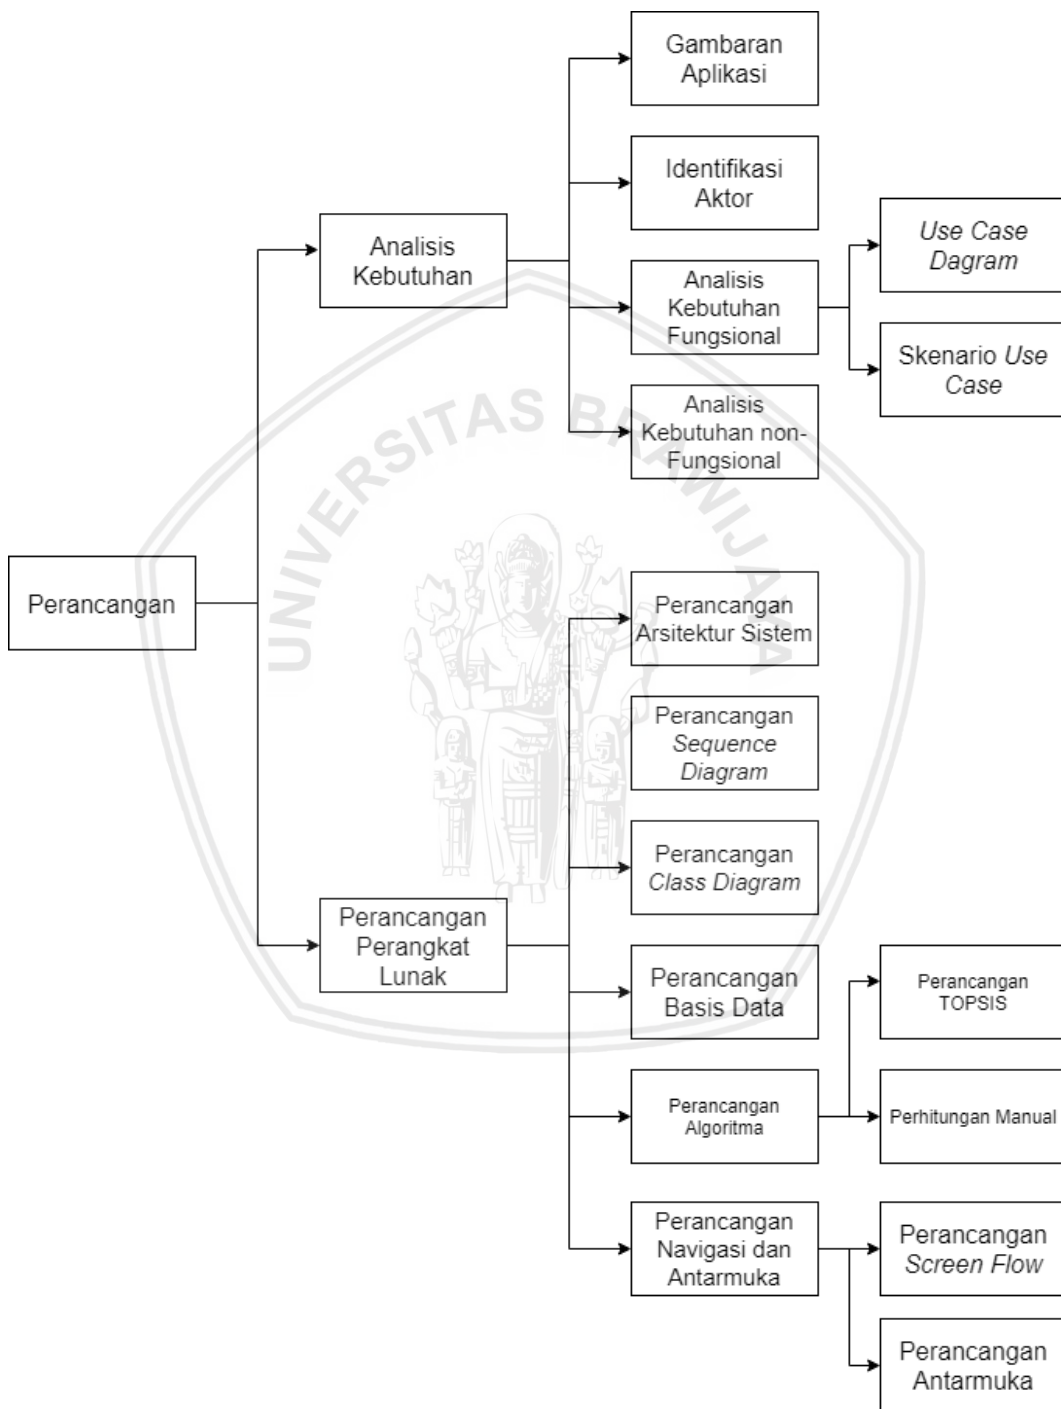 Gambaran
Aplikasi
Identifikasi
Aktor
Analisis
Kebutuhan
Use Case
Dagram
Analisis
Kebutuhan
Fungsional
Skenario Use
Case
Analisis
Kebutuhan non-
Fungsional
UNIVERSITAS BRAWIJAYA
Perancangan
Perancangan
Arsitektur Sistem
Perancangan
Sequence
Diagram
Perancangan
Class Diagram
Perancangan
Perangkat
Lunak
Perancangan
Basis Data
Perancangan
TOPSIS
Perancangan
Algoritma
Perhitungan Manual
Perancangan
Navigasi dan
Antarmuka
Perancangan
Screen Flow
Perancangan
Antarmuka